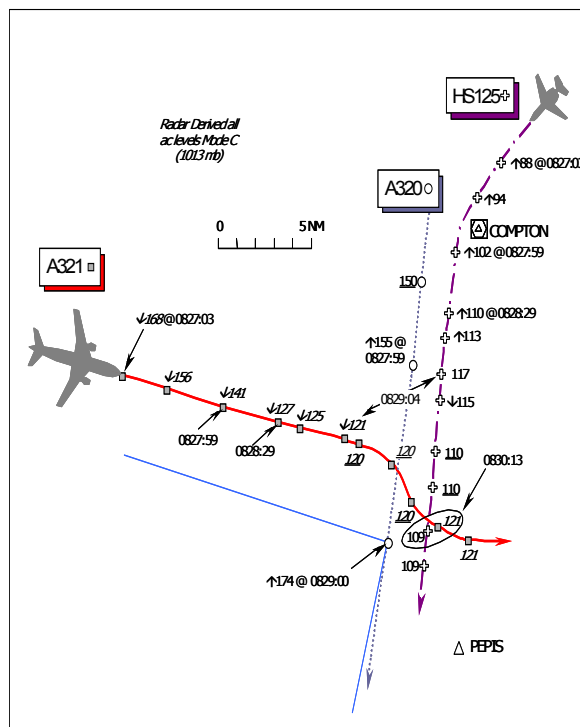 HS125
Radar Derived all
ac levels Mode C
(1013 mb)
↑88 @ 0827:03
A320
↑94
0 5NM
COMPTON
A321
↑102 @ 0827:59
150
↓168 @ 0827:03
↑110 @ 0828:29
↑155 @
0827:59
↑113
↓156
117
↓141
0829:04
↓115
↓127
↓125
0827:59
↓121
0828:29
120
120
110
0830:13
110
120
121
109
121
109
↑174 @ 0829:00
PEPIS